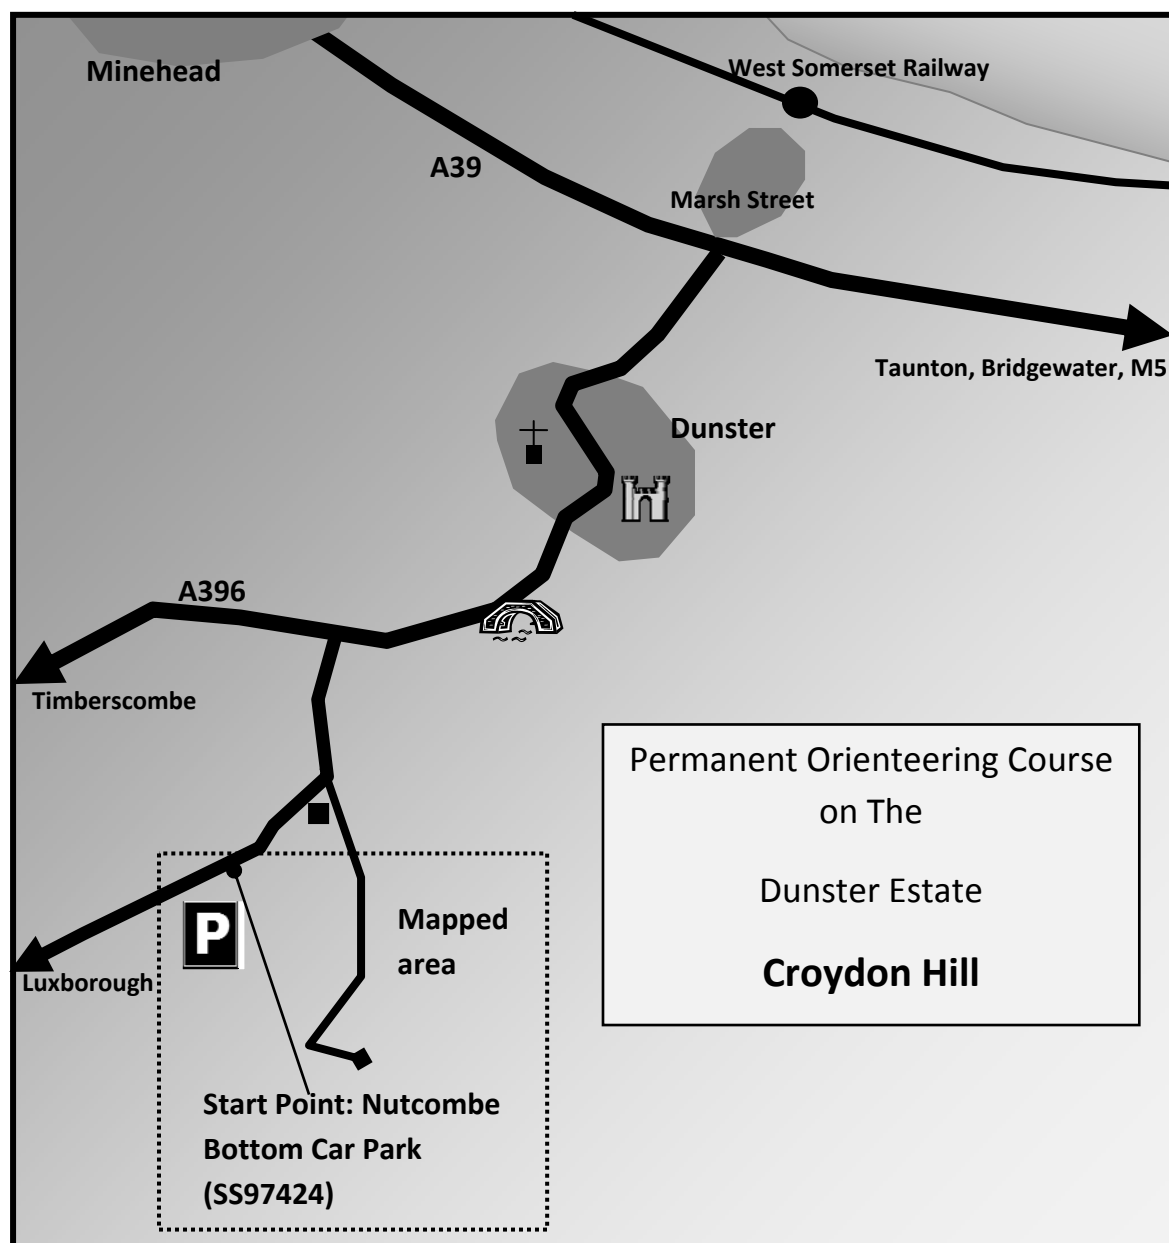 Minehead
West Somerset Railway
A39
Marsh Street
Taunton, Bridgewater, M5
Dunster
A396
Timberscombe
Permanent Orienteering Course
on The
Dunster Estate
Croydon Hill
P
Mapped
area
Luxborough
Start Point: Nutcombe
Bottom Car Park
(SS97424)